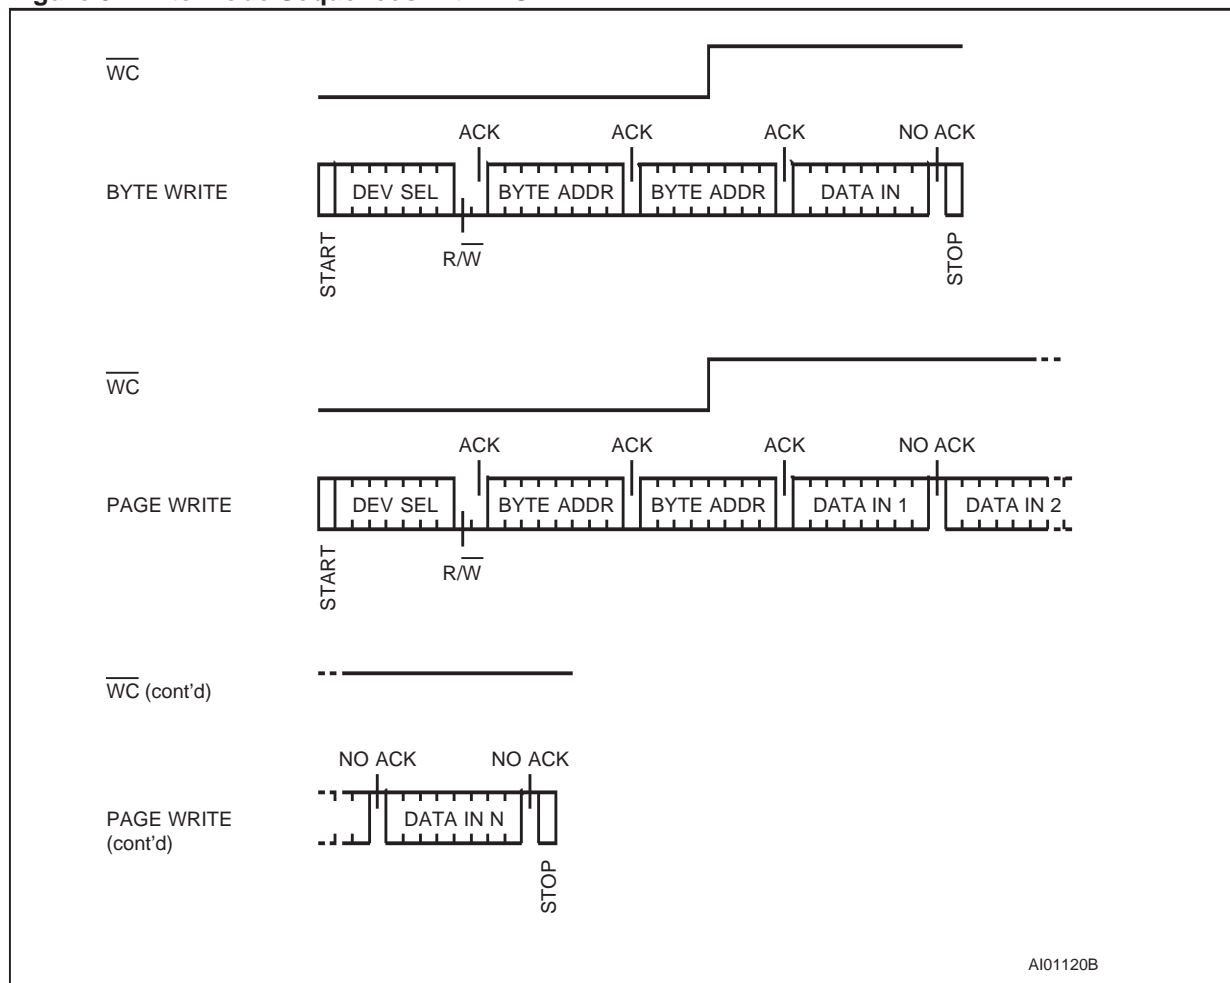 WC
ACK ACK ACK NO ACK
BYTE WRITE DEV SEL BYTE ADDR BYTE ADDR DATA IN
R/W
START
STOP
WC
ACK ACK ACK NO ACK
PAGE WRITE DEV SEL BYTE ADDR BYTE ADDR DATA IN 1 DATA IN 2
R/W
START
WC (cont'd)
NO ACK NO ACK
PAGE WRITE
(cont'd)
DATA IN N
STOP
AI01120B